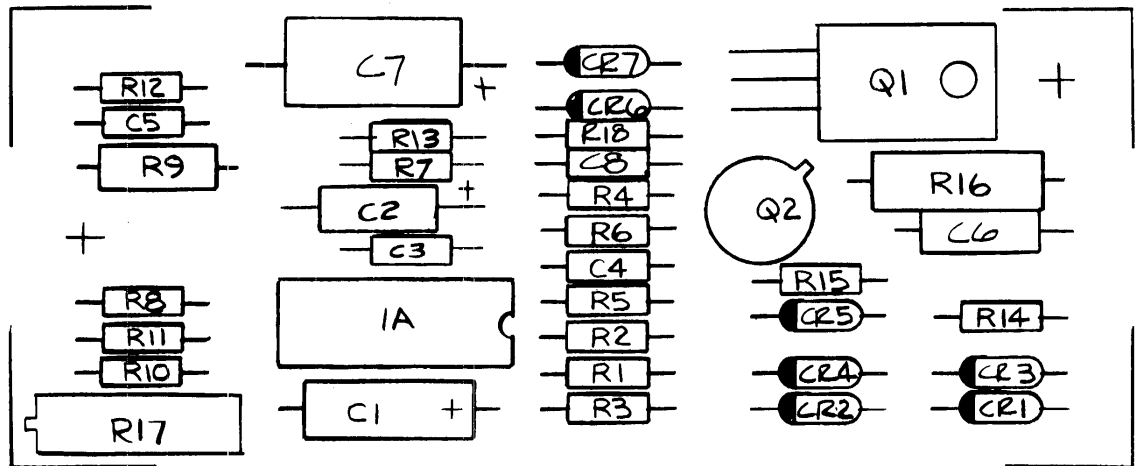 R12
C5
R9
R8
R11
R10
R17
C7
+
R13
R7
+
C2
C3
1A
C1 +
CR7
CR6
R18
C8
R4
R6
C4
R5
R2
R1
R3
Q1
Q2
R16
C6
R15
CR5
R14
CR4
CR3
CR2
CR1